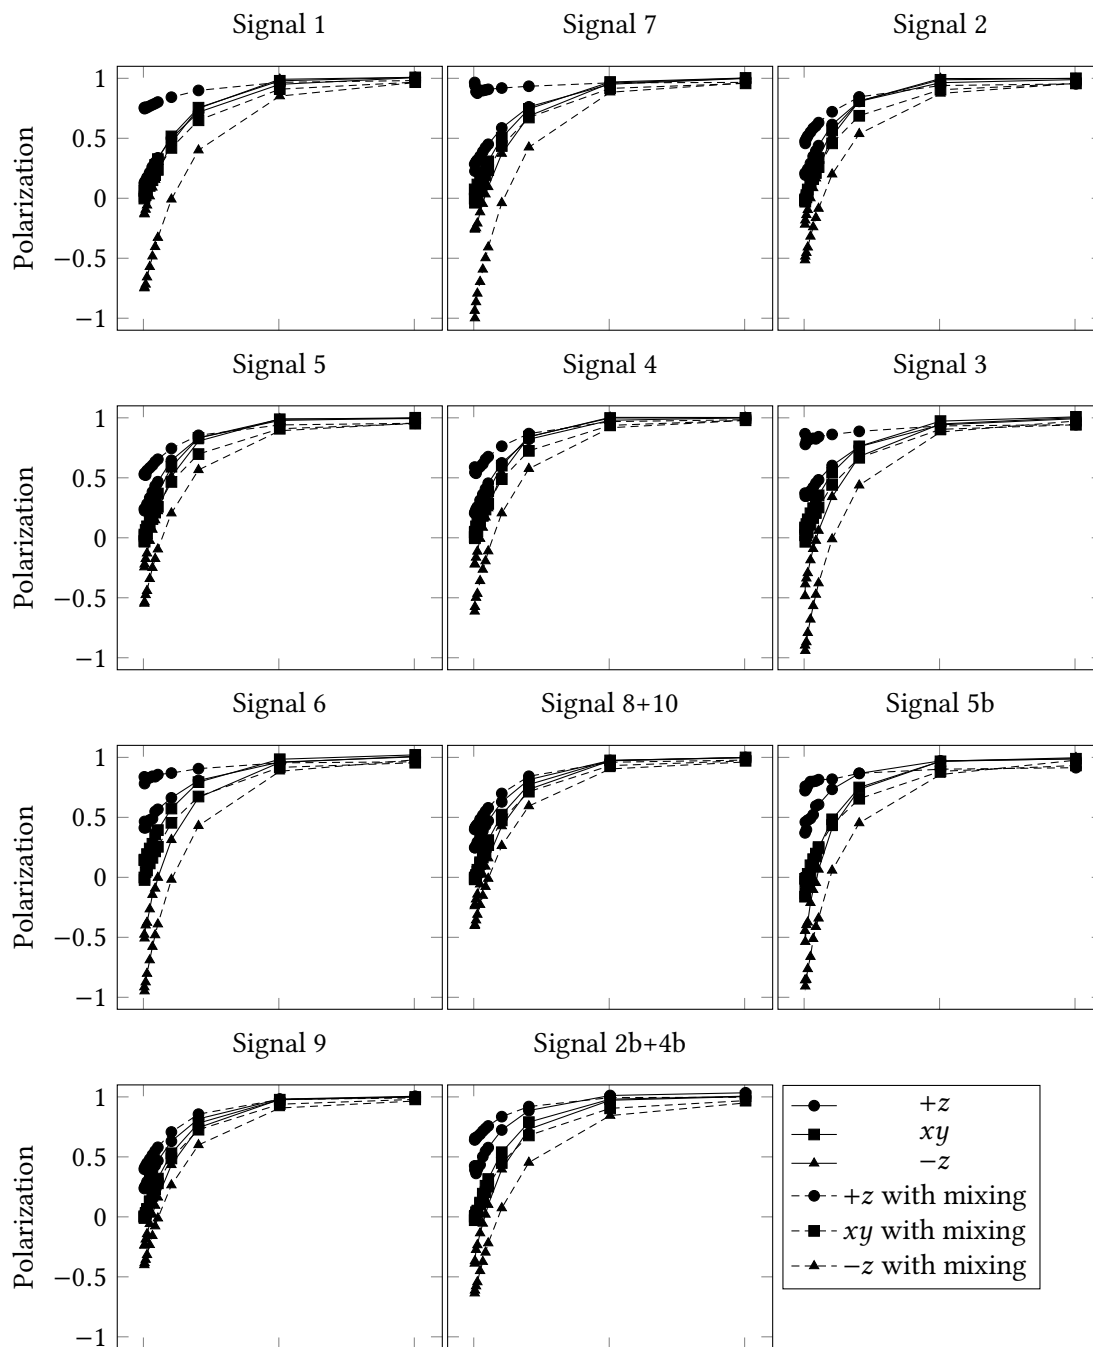 Signal 1 Signal 7 Signal 2
1
0.5
0
−0.5
−1
Polarization
Signal 5 Signal 4 Signal 3
1
0.5
0
−0.5
−1
Polarization
Signal 6 Signal 8+10 Signal 5b
1
0.5
0
−0.5
−1
Polarization
Signal 9 Signal 2b+4b
1
0.5
0
−0.5
−1
Polarization
+z
xy
−z
+z with mixing
xy with mixing
−z with mixing